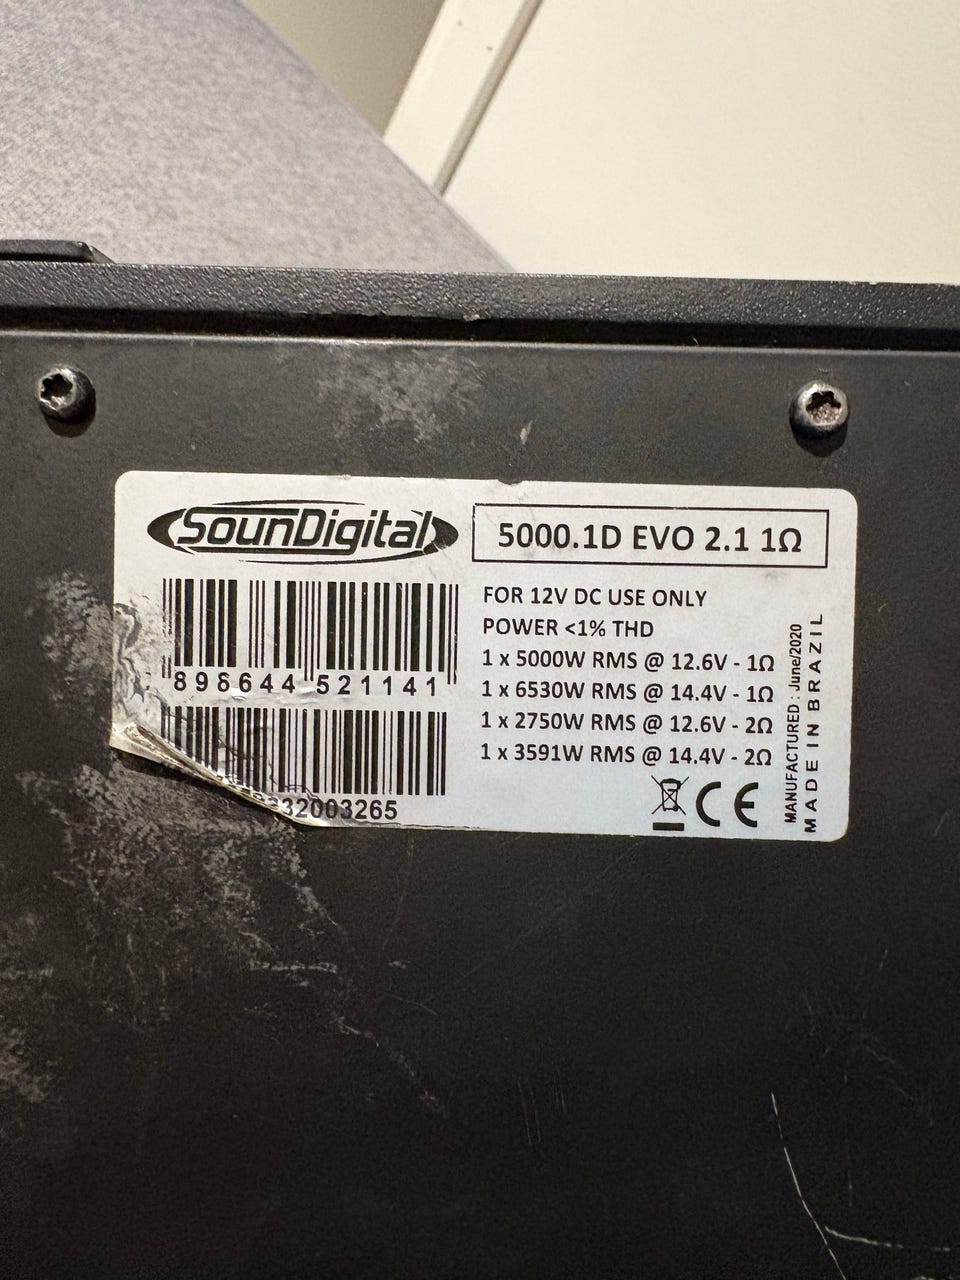 SounDigital
5000.1D EVO 2.1 1Ω
898644 521141
32003265
FOR 12V DC USE ONLY
POWER <1% THD
1 x 5000W RMS @ 12.6V - 1Ω
1 x 6530W RMS @ 14.4V - 1Ω
1 x 2750W RMS @ 12.6V - 2Ω
1 x 3591W RMS @ 14.4V - 2Ω
CE
MANUFACTURED : June/2020
MADE IN BRAZIL